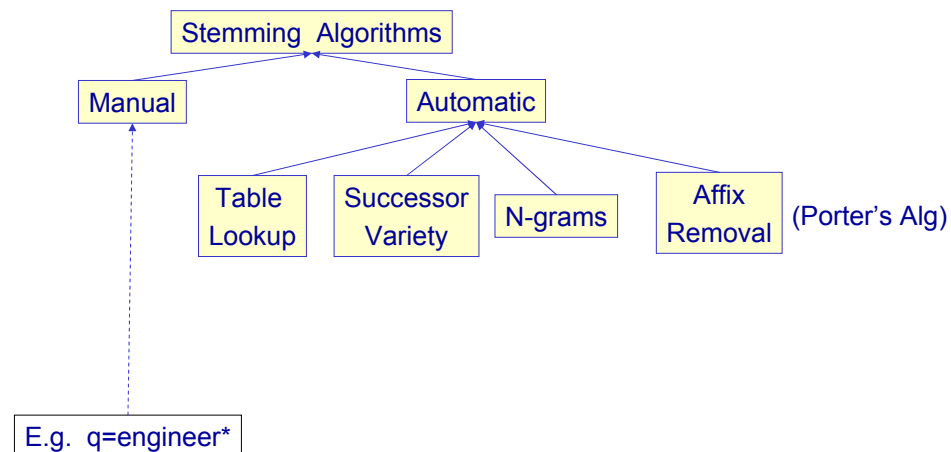 Stemming Algorithms
Manual
Automatic
Table
Lookup
Successor
Variety
N-grams
Affix
Removal
(Porter's Alg)
E.g. q=engineer*